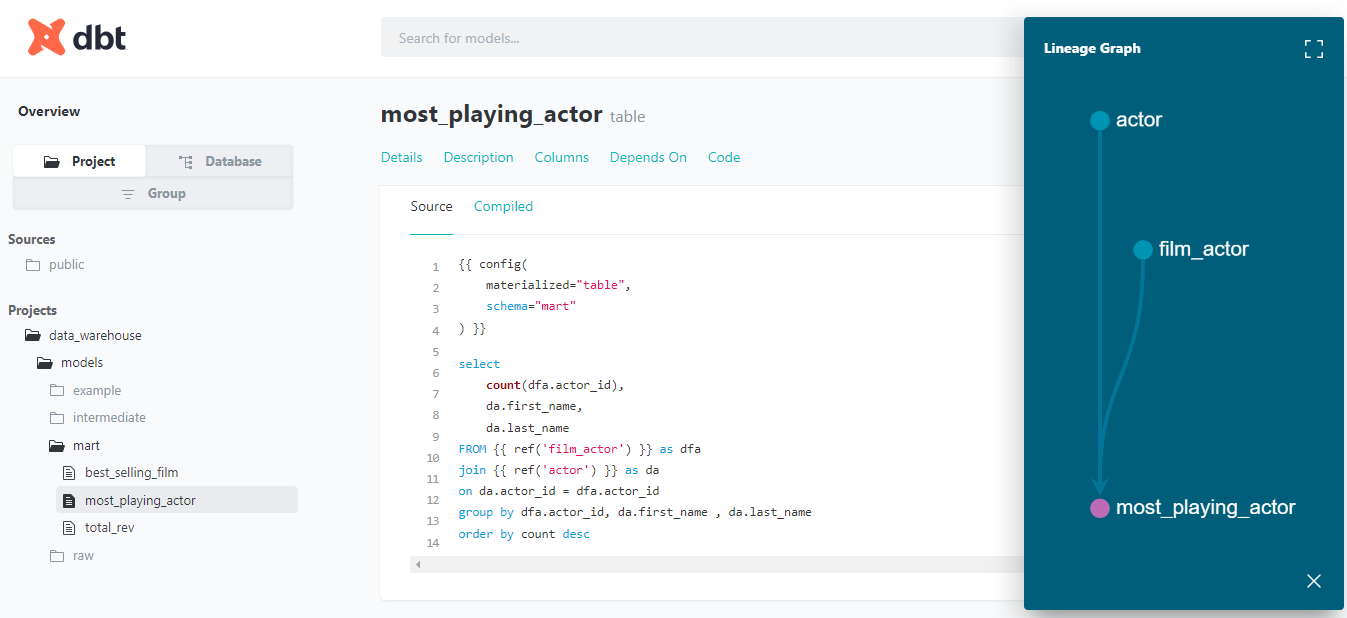 dbt
Search for models...
Overview
Project
Database
Group
Sources
public
Projects
data_warehouse
models
example
intermediate
mart
best_selling_film
most_playing_actor
total_rev
raw
most_playing_actor table
Details Description Columns Depends On Code
Source Compiled
1 {{ config(
2     materialized="table",
3     schema="mart"
4 ) }}
5
6 select
7     count(dfa.actor_id),
8     da.first_name,
9     da.last_name
10 FROM {{ ref('film_actor') }} as dfa
11 join {{ ref('actor') }} as da
12 on da.actor_id = dfa.actor_id
13 group by dfa.actor_id, da.first_name , da.last_name
14 order by count desc
Lineage Graph
actor
film_actor
most_playing_actor